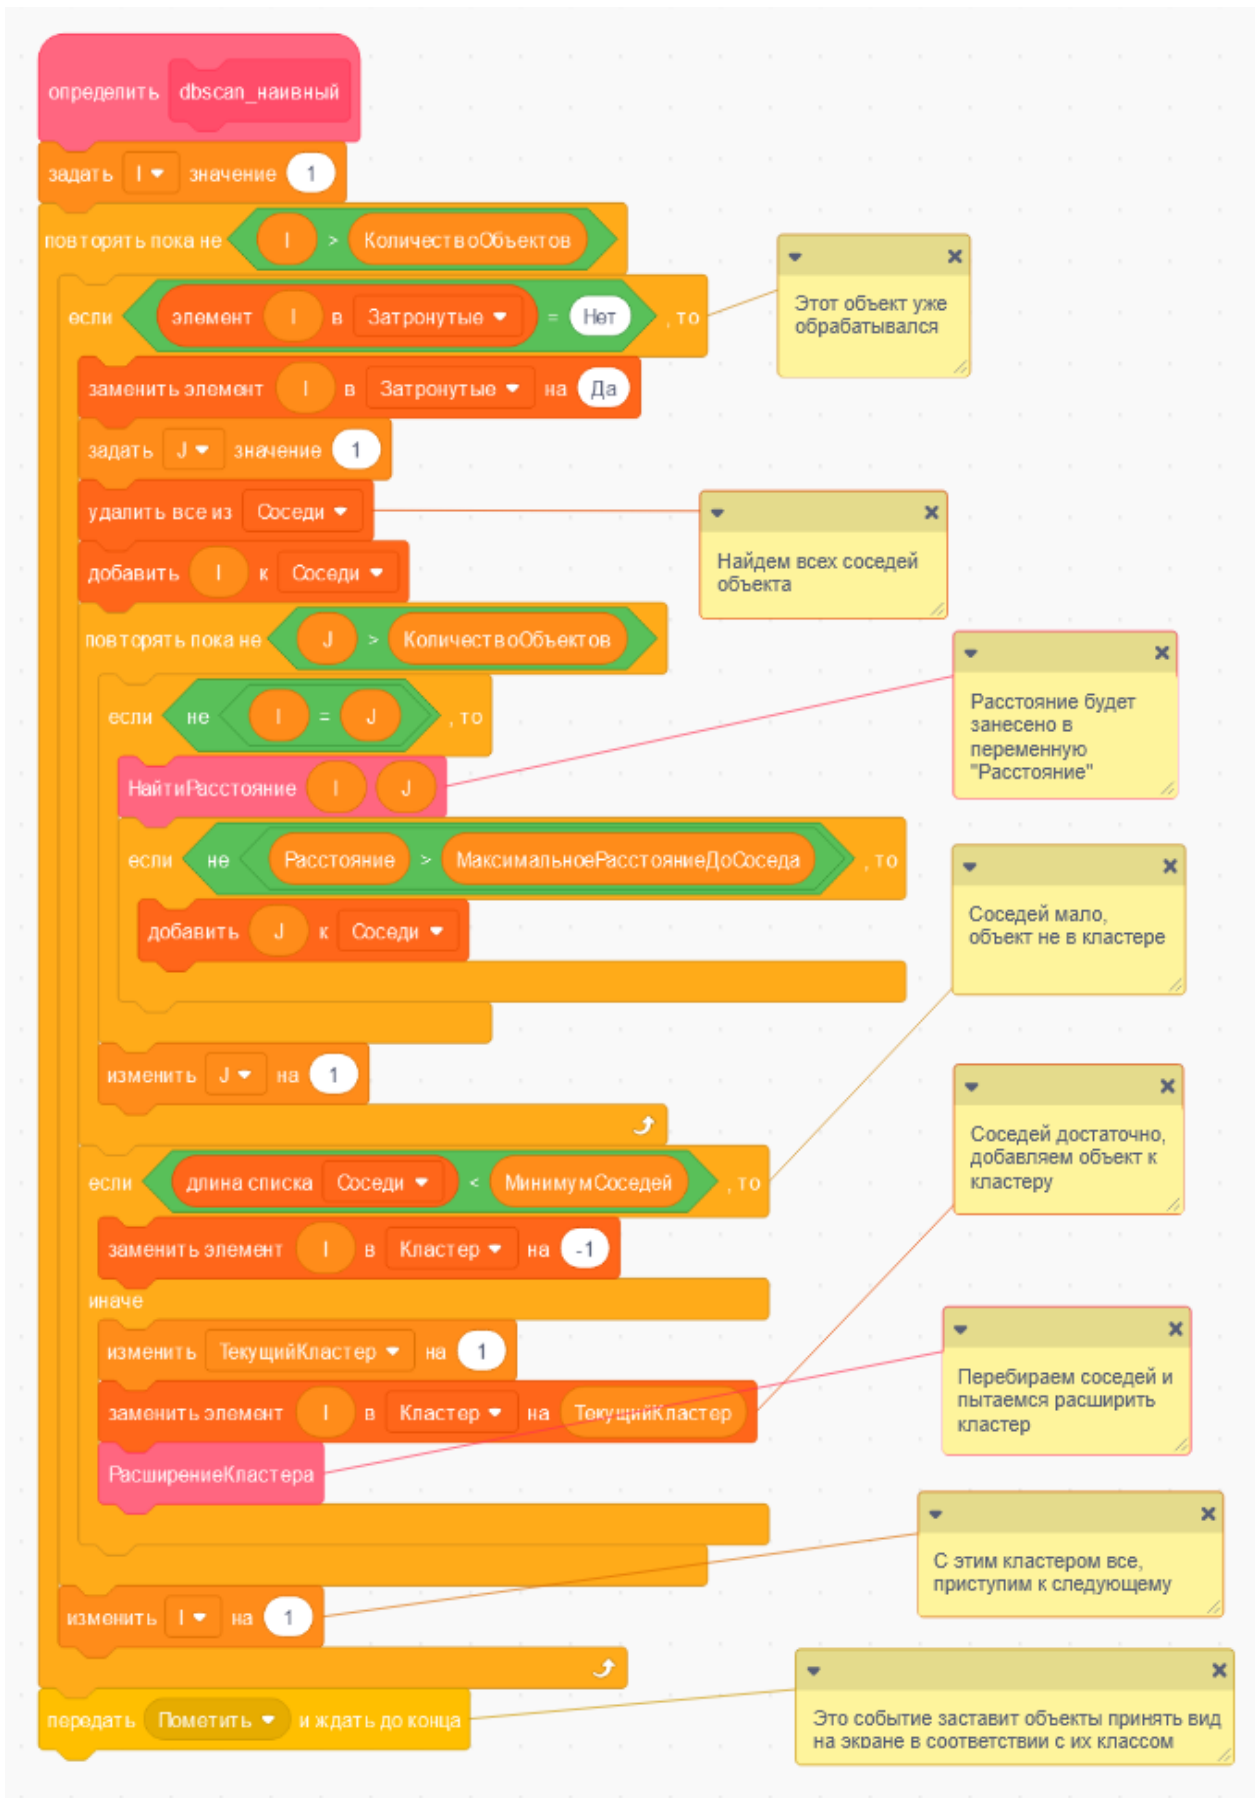 определить dbscan_наивный
задать I значение 1
повторять пока не I > КоличествоОбъектов
если элемент I в Затронутые = Нет , то
Этот объект уже
обрабатывался
заменить элемент I в Затронутые на Да
задать J значение 1
удалить все из Соседи
Найдем всех соседей
объекта
добавить I к Соседи
повторять пока не J > КоличествоОбъектов
если не I = J , то
Расстояние будет
занесено в
переменную
"Расстояние"
НайтиРасстояние I J
если не Расстояние > МаксимальноеРасстояниеДоСоседа , то
Соседей мало,
объект не в кластере
добавить J к Соседи
изменить J на 1
Соседей достаточно,
добавляем объект к
кластеру
если длина списка Соседи < МинимумСоседей , то
заменить элемент I в Кластер на -1
иначе
изменить ТекущийКластер на 1
Перебираем соседей и
пытаемся расширить
кластер
заменить элемент I в Кластер на ТекущийКластер
РасширениеКластера
С этим кластером все,
приступим к следующему
изменить I на 1
передать Пометить и ждать до конца
Это событие заставит объекты принять вид
на экране в соответствии с их классом